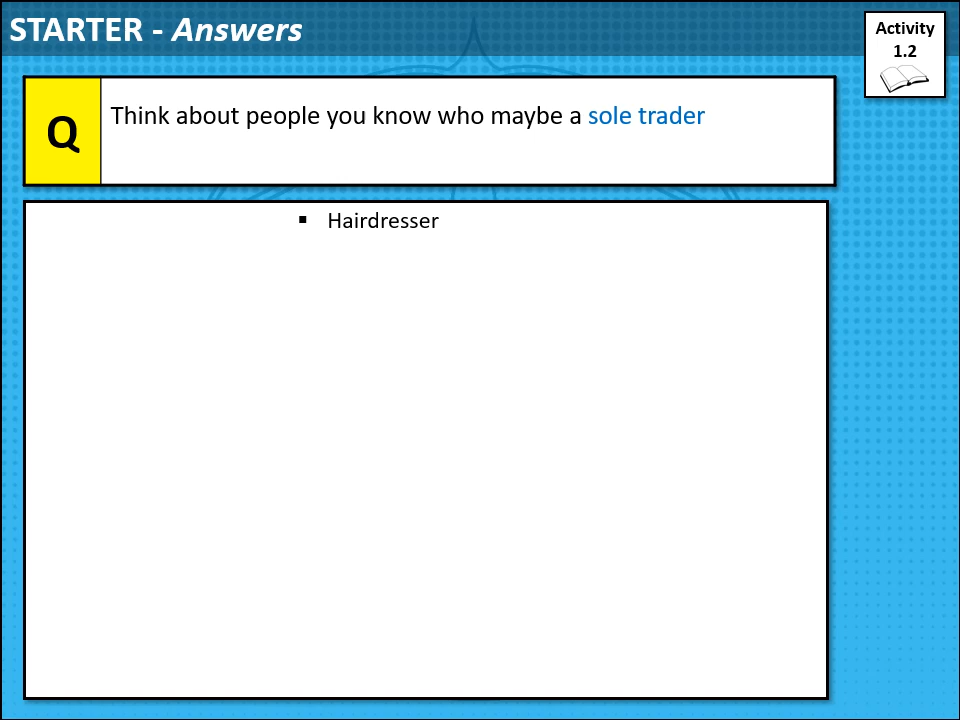 STARTER - Answers
Activity
1.2
Q
Think about people you know who maybe a sole trader
▪ Hairdresser